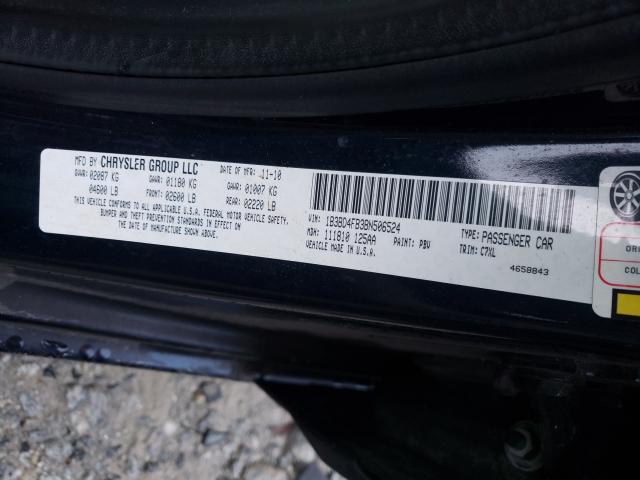 MFD BY CHRYSLER GROUP LLC DATE OF MFR: 11-10
GVWR: 02087 KG GAWR: 01180 KG GAWR: 01007 KG
04600 LB FRONT: 02600 LB REAR: 02220 LB
THIS VEHICLE CONFORMS TO ALL APPLICABLE U.S.A. FEDERAL MOTOR VEHICLE SAFETY,
BUMPER AND THEFT PREVENTION STANDARDS IN EFFECT ON
THE DATE OF MANUFACTURE SHOWN ABOVE.
VIN: 1B3BD4FB3BN506524 TYPE: PASSENGER CAR
MDH: 111810 125AA PAINT: PBV TRIM: C7XL
VEHICLE MADE IN U.S.A.
4658843
COL